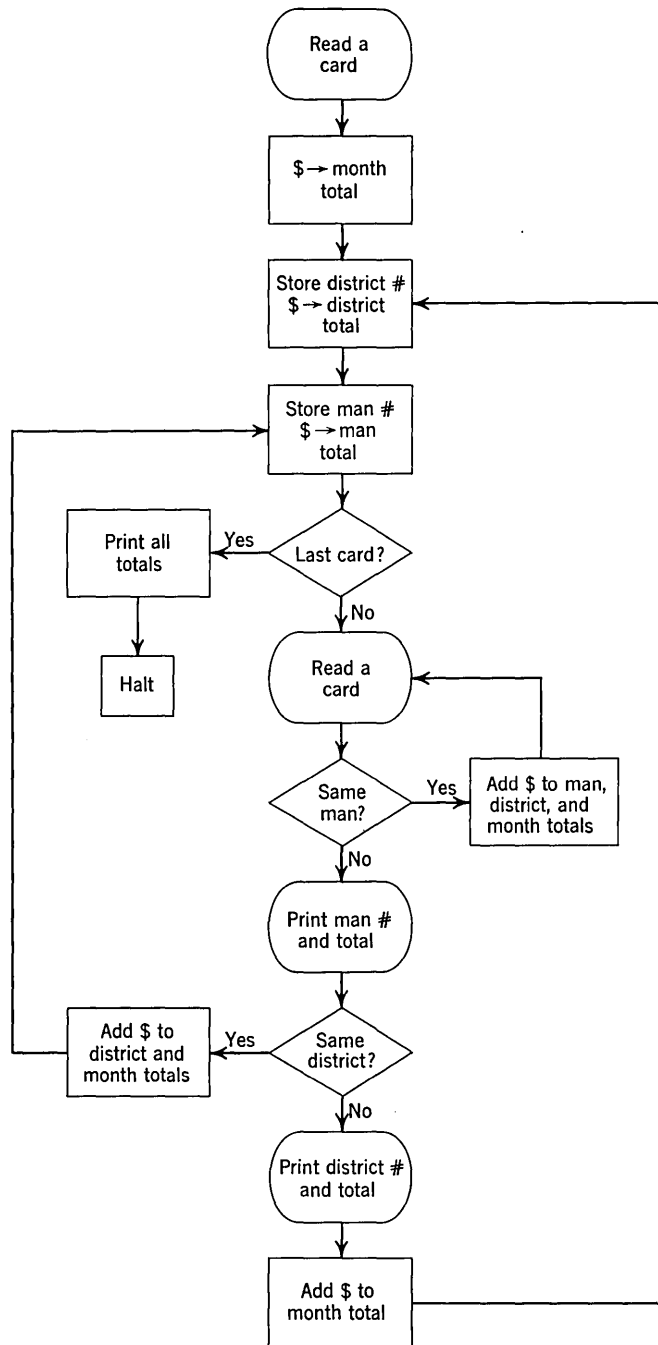 Read a
card
$→month
total
Store district #
$→district
total
Store man #
$→man
total
Print all
totals
Yes
Last card?
No
Halt
Read a
card
Same
man?
Yes
Add $ to man,
district, and
month totals
No
Print man #
and total
Add $ to
district and
month totals
Yes
Same
district?
No
Print district #
and total
Add $ to
month total